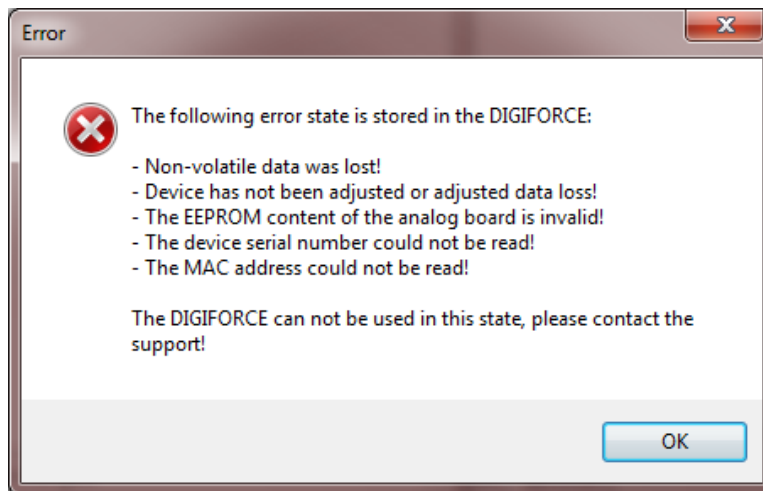 Error
The following error state is stored in the DIGIFORCE:
- Non-volatile data was lost!
- Device has not been adjusted or adjusted data loss!
- The EEPROM content of the analog board is invalid!
- The device serial number could not be read!
- The MAC address could not be read!
The DIGIFORCE can not be used in this state, please contact the
support!
OK